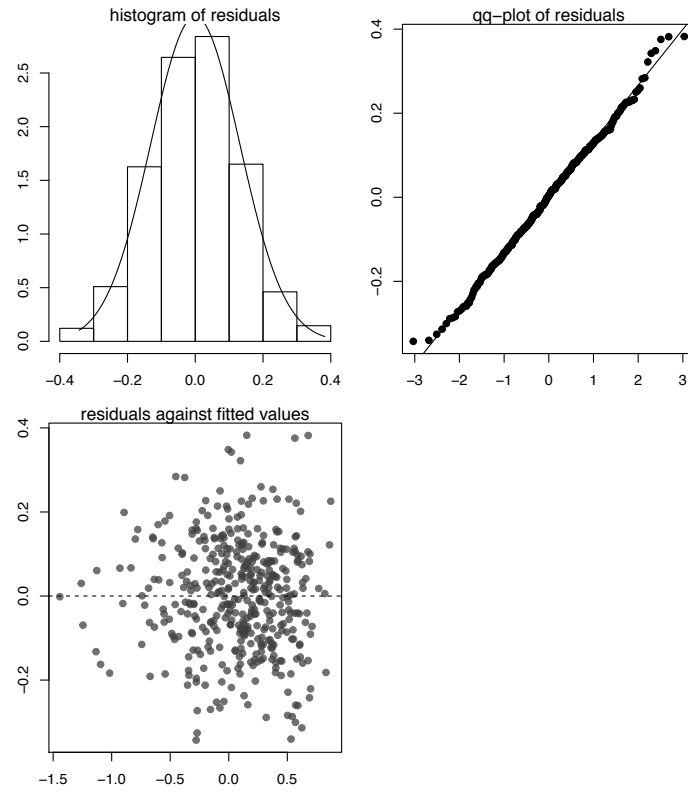 histogram of residuals
2.5
2.0
1.5
1.0
0.5
0.0
−0.4 −0.2 0.0 0.2 0.4
qq−plot of residuals
0.4
0.2
0.0
−0.2
−3 −2 −1 0 1 2 3
residuals against fitted values
0.4
0.2
0.0
−0.2
−1.5 −1.0 −0.5 0.0 0.5